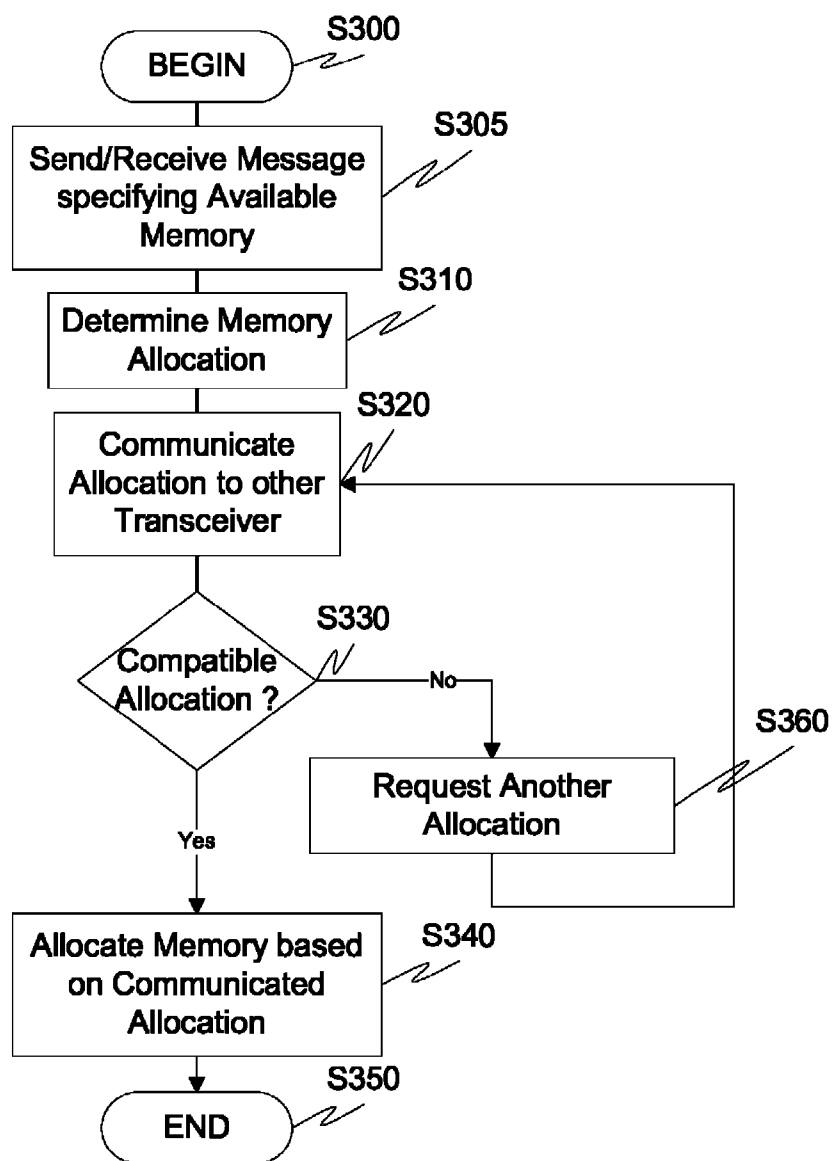 S300
BEGIN
S305
Send/Receive Message
specifying Available
Memory
S310
Determine Memory
Allocation
S320
Communicate
Allocation to other
Transceiver
S330
Compatible
Allocation ?
No
S360
Request Another
Allocation
Yes
S340
Allocate Memory based
on Communicated
Allocation
S350
END